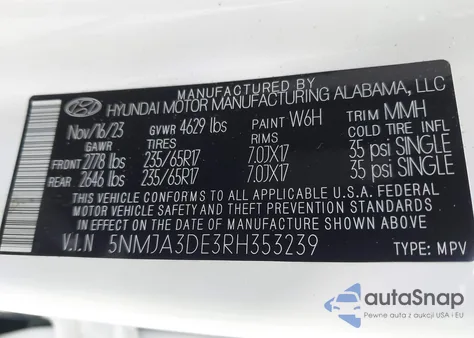 MANUFACTURED BY
HYUNDAI MOTOR MANUFACTURING ALABAMA, LLC
Nov/16/23 GVWR 4629 lbs PAINT W6H TRIM MMH
GAWR TIRES RIMS COLD TIRE INFL
FRONT 2778 lbs 235/65R17 7.0JX17 35 psi SINGLE
REAR 2646 lbs 235/65R17 7.0JX17 35 psi SINGLE
THIS VEHICLE CONFORMS TO ALL APPLICABLE U.S.A. FEDERAL
MOTOR VEHICLE SAFETY AND THEFT PREVENTION STANDARDS
IN EFFECT ON THE DATE OF MANUFACTURE SHOWN ABOVE.
V.I.N 5NMJA3DE3RH353239 TYPE: MPV
autoSnap
Pewne auta z USA i EU